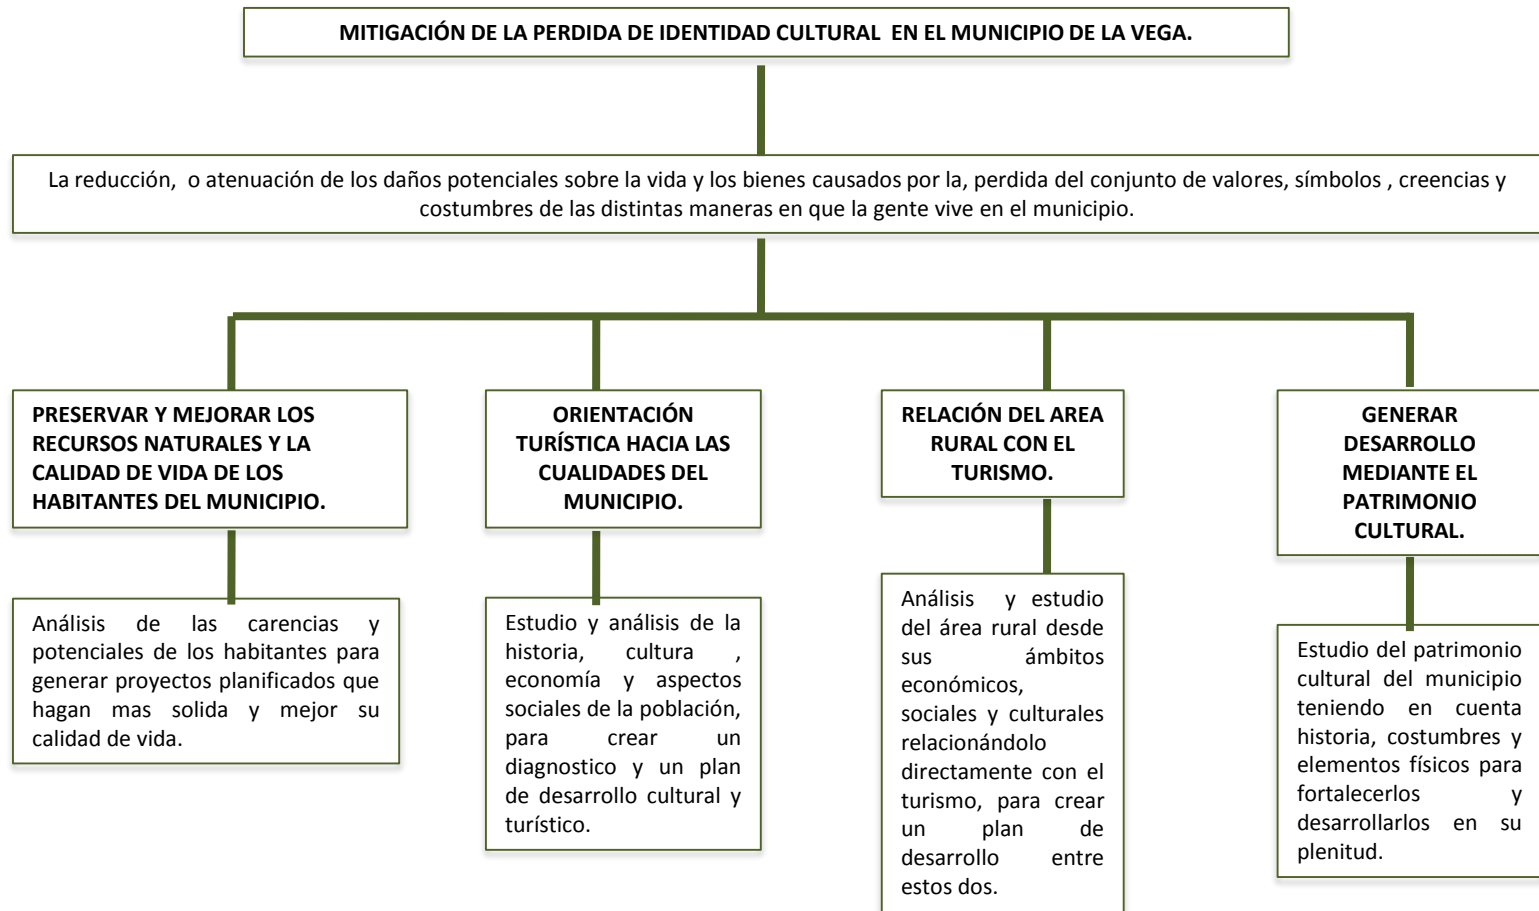 MITIGACIÓN DE LA PERDIDA DE IDENTIDAD CULTURAL EN EL MUNICIPIO DE LA VEGA.
La reducción, o atenuación de los daños potenciales sobre la vida y los bienes causados por la, perdida del conjunto de valores, símbolos , creencias y
costumbres de las distintas maneras en que la gente vive en el municipio.
PRESERVAR Y MEJORAR LOS
RECURSOS NATURALES Y LA
CALIDAD DE VIDA DE LOS
HABITANTES DEL MUNICIPIO.
Análisis de las carencias y
potenciales de los habitantes para
generar proyectos planificados que
hagan mas solida y mejor su
calidad de vida.
ORIENTACIÓN
TURÍSTICA HACIA LAS
CUALIDADES DEL
MUNICIPIO.
Estudio y análisis de la
historia, cultura ,
economía y aspectos
sociales de la población,
para crear un
diagnostico y un plan
de desarrollo cultural y
turístico.
RELACIÓN DEL AREA
RURAL CON EL
TURISMO.
Análisis y estudio
del área rural desde
sus ámbitos
económicos,
sociales y culturales
relacionándolo
directamente con el
turismo, para crear
un plan de
desarrollo entre
estos dos.
GENERAR
DESARROLLO
MEDIANTE EL
PATRIMONIO
CULTURAL.
Estudio del patrimonio
cultural del municipio
teniendo en cuenta
historia, costumbres y
elementos físicos para
fortalecerlos y
desarrollarlos en su
plenitud.